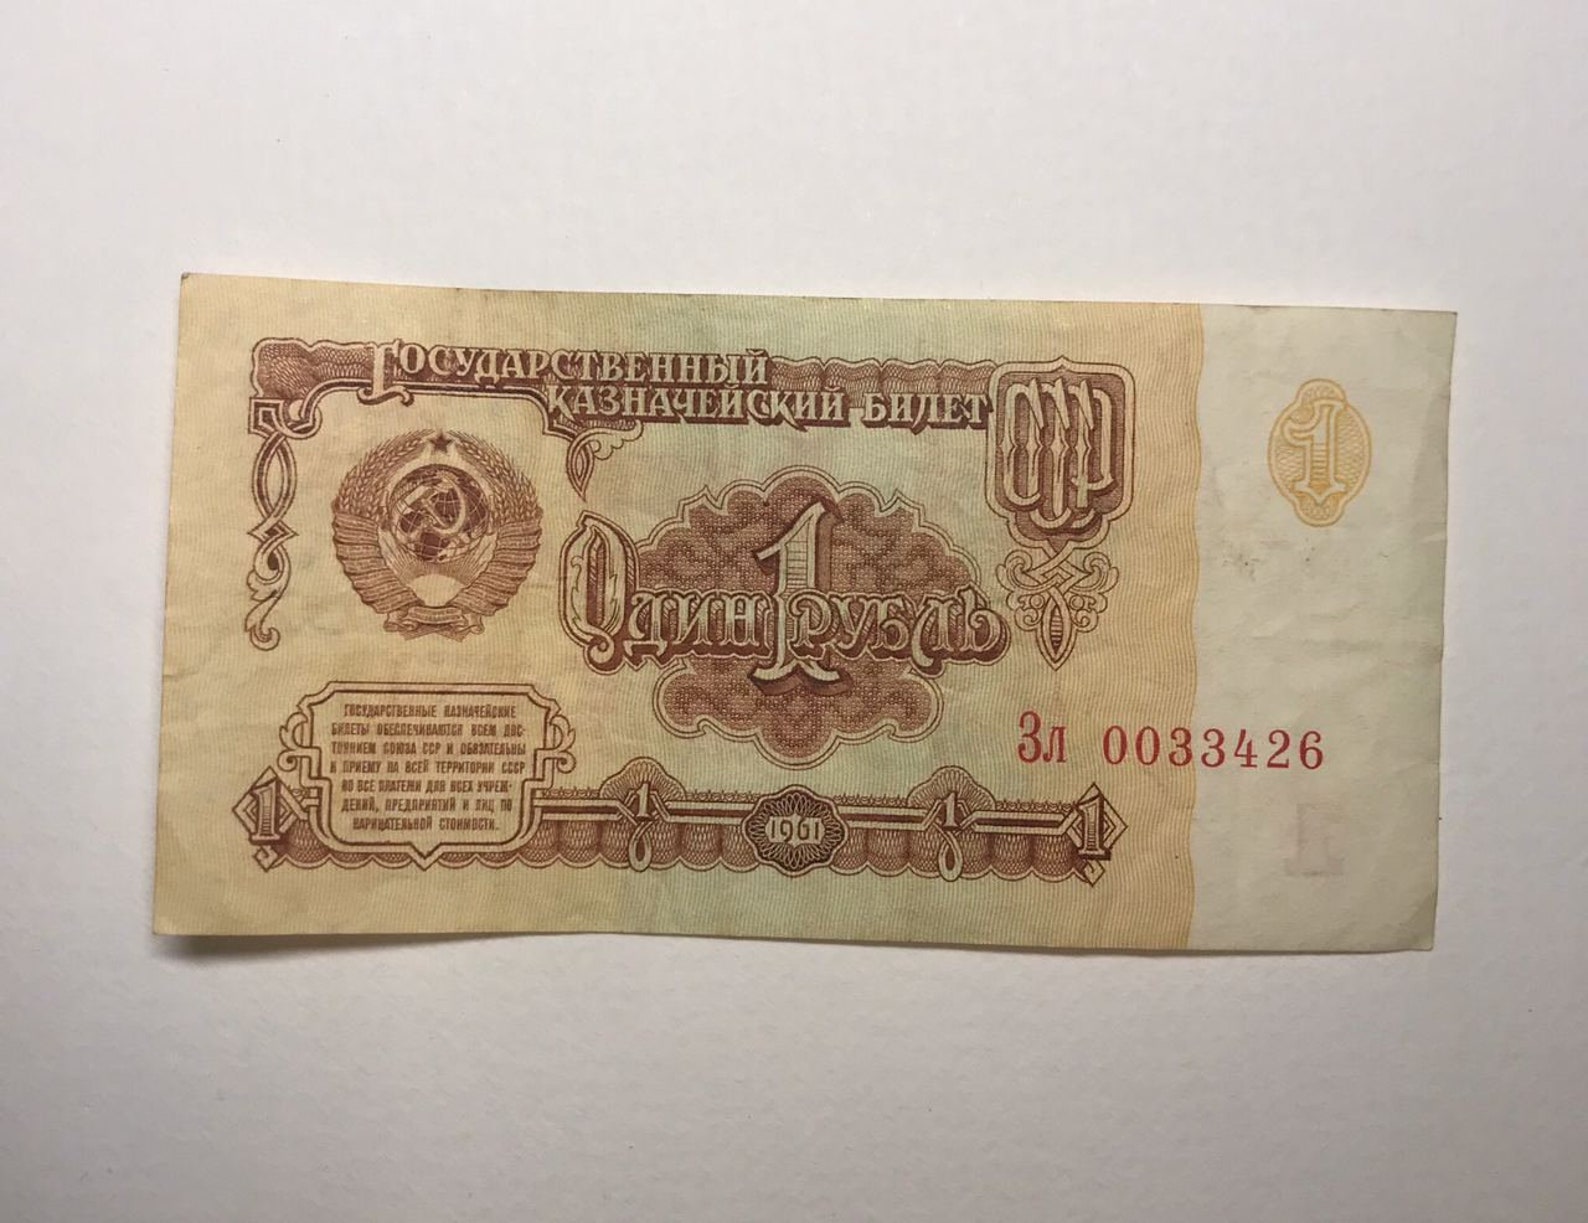 Государственный
казначейский билет
СССР
1
1
Один рубль
Государственные казначейские
билеты обеспечиваются всем дос-
тоянием Союза ССР и обязательны
к приему на всей территории СССР
во все платежи для всех учреж-
дений, предприятий и лиц по
нарицательной стоимости.
Зл 0033426
1
1
1961
1
1
1